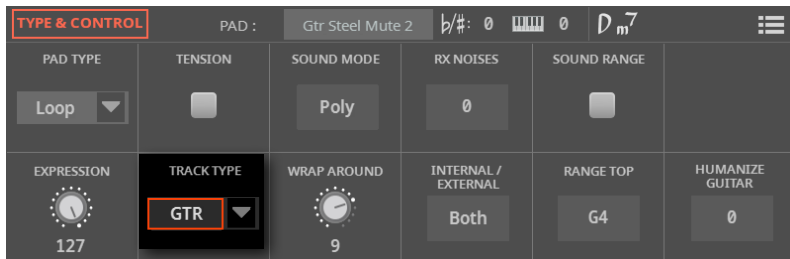 TYPE & CONTROL PAD : Gtr Steel Mute 2 ♭/#: 0 0 D m7
PAD TYPE TENSION SOUND MODE RX NOISES SOUND RANGE
Loop Poly 0
EXPRESSION TRACK TYPE WRAP AROUND INTERNAL / EXTERNAL RANGE TOP HUMANIZE GUITAR
GTR Both G4 0
127 9